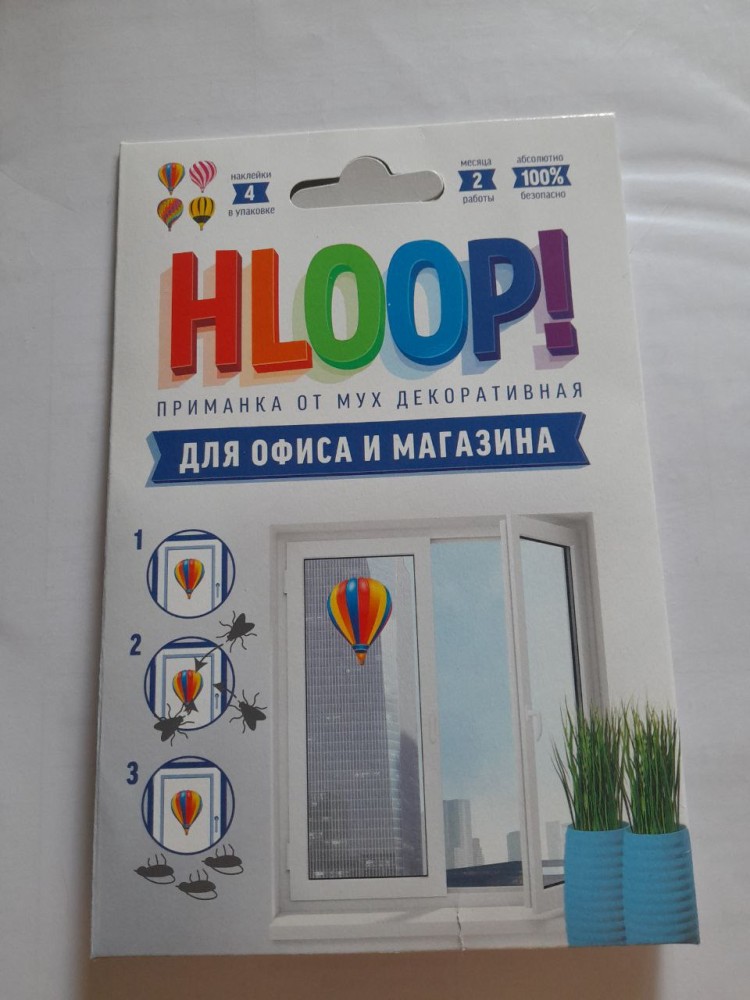 наклейки
4
в упаковке
месяца
2
работы
абсолютно
100%
безопасно
HLOOP!
ПРИМАНКА ОТ МУХ ДЕКОРАТИВНАЯ
ДЛЯ ОФИСА И МАГАЗИНА
1
2
3